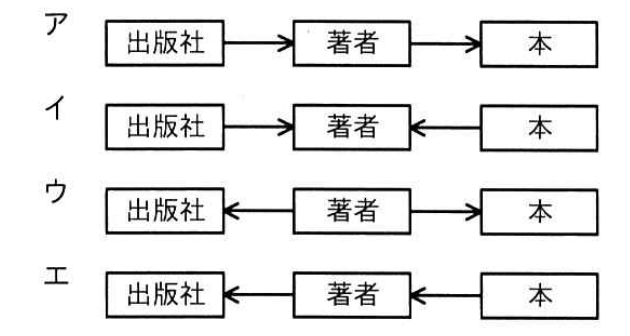 ア 出版社 著者 本
イ 出版社 著者 本
ウ 出版社 著者 本
エ 出版社 著者 本